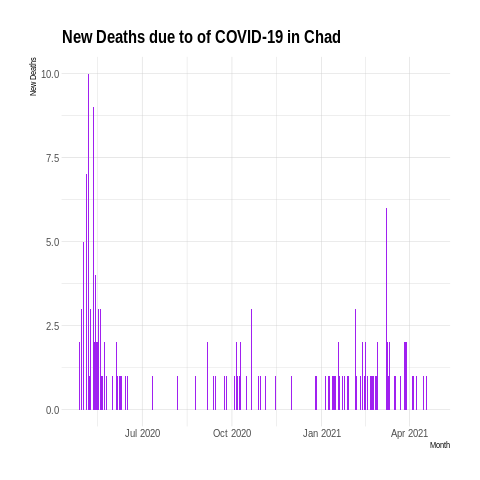 New Deaths due to of COVID-19 in Chad
New Deaths
10.0
7.5
5.0
2.5
0.0
Jul 2020 Oct 2020 Jan 2021 Apr 2021
Month